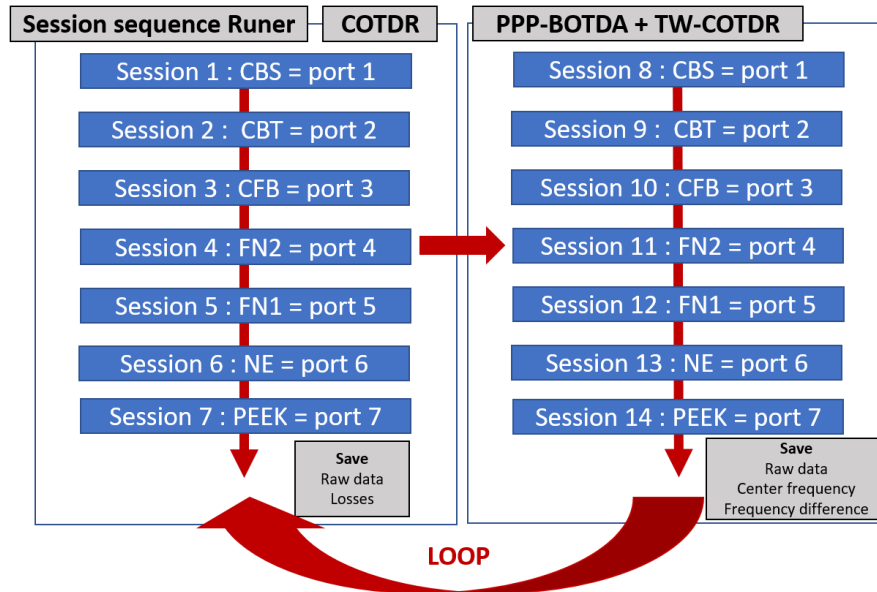 Session sequence Runer
COTDR
Session 1 : CBS = port 1
Session 2 :  CBT = port 2
Session 3 : CFB = port 3
Session 4 : FN2 = port 4
Session 5 : FN1 = port 5
Session 6 : NE = port 6
Session 7 : PEEK = port 7
Save
Raw data
Losses
PPP-BOTDA + TW-COTDR
Session 8 : CBS = port 1
Session 9 : CBT = port 2
Session 10 : CFB = port 3
Session 11 : FN2 = port 4
Session 12 : FN1 = port 5
Session 13 : NE = port 6
Session 14 : PEEK = port 7
Save
Raw data
Center frequency
Frequency difference
LOOP